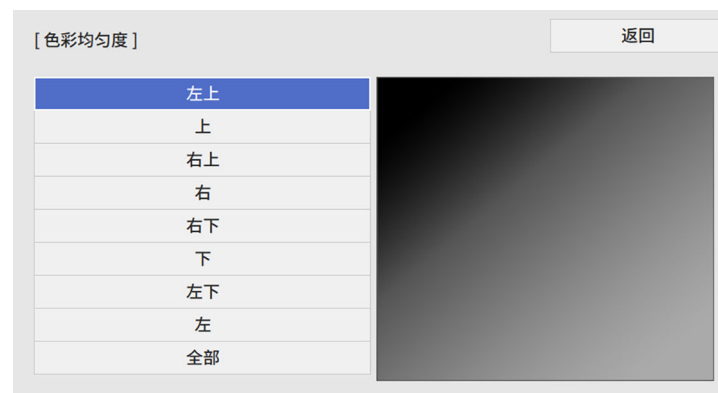 [ 色彩均匀度 ]
返回
左上
上
右上
右
右下
下
左下
左
全部